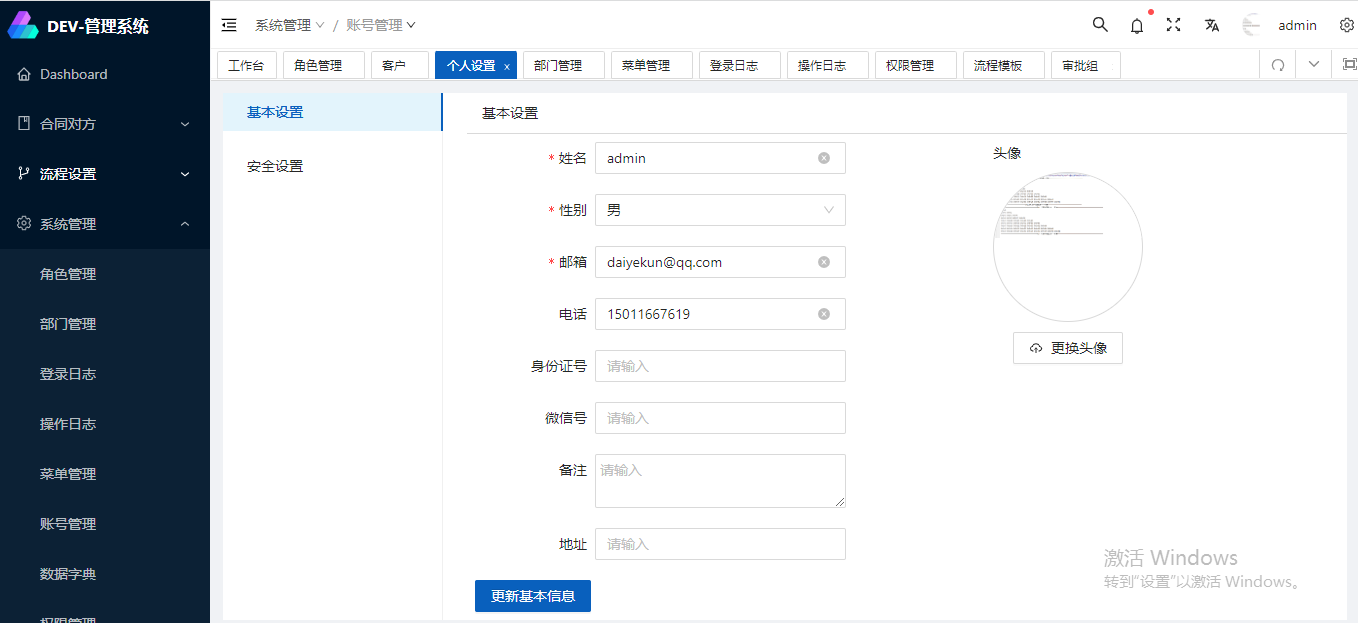 DEV-管理系统
系统管理 / 账号管理
admin
工作台
角色管理
客户
个人设置 x
部门管理
菜单管理
登录日志
操作日志
权限管理
流程模板
审批组
Dashboard
合同对方
流程设置
系统管理
角色管理
部门管理
登录日志
操作日志
菜单管理
账号管理
数据字典
权限管理
基本设置
安全设置
基本设置
* 姓名 admin
* 性别 男
* 邮箱 daiyekun@qq.com
电话 15011667619
身份证号 请输入
微信号 请输入
备注 请输入
地址 请输入
更新基本信息
头像
更换头像
激活 Windows
转到"设置"以激活 Windows。